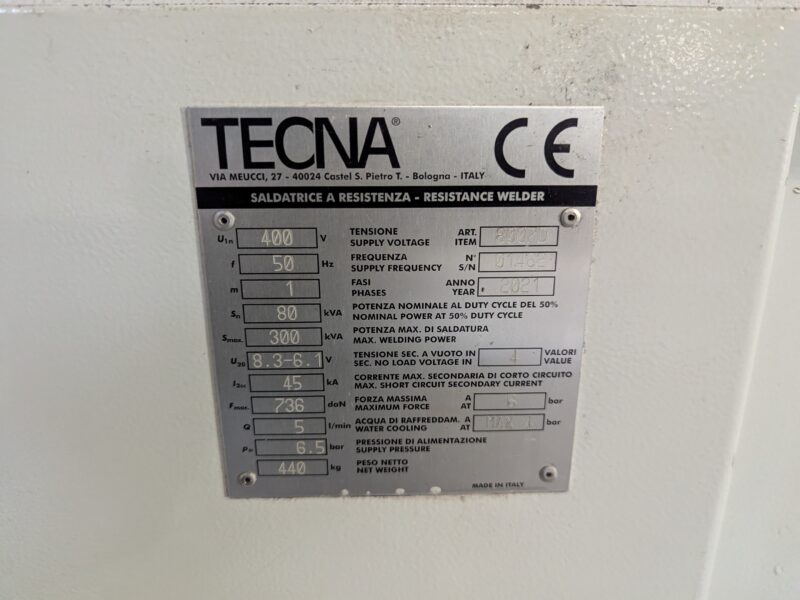 TECNA® CE
VIA MEUCCI, 27 - 40024 Castel S. Pietro T. - Bologna - ITALY
SALDATRICE A RESISTENZA - RESISTANCE WELDER
U1n 400 V TENSIONE SUPPLY VOLTAGE ART. ITEM
f 50 Hz FREQUENZA SUPPLY FREQUENCY N° S/N
m 1 FASI PHASES ANNO YEAR 2021
Sn 80 kVA POTENZA NOMINALE AL DUTY CYCLE DEL 50% NOMINAL POWER AT 50% DUTY CYCLE
Smax. 300 kVA POTENZA MAX. DI SALDATURA MAX. WELDING POWER
U20 8.3-6.1 V TENSIONE SEC. A VUOTO IN SEC. NO LOAD VOLTAGE IN 4 VALORI VALUE
I2cc 45 kA CORRENTE MAX. SECONDARIA DI CORTO CIRCUITO MAX. SHORT CIRCUIT SECONDARY CURRENT
Fmax. 736 daN FORZA MASSIMA MAXIMUM FORCE A AT 6 bar
Q 5 l/min ACQUA DI RAFFREDDAM. WATER COOLING A AT bar
6.5 bar PRESSIONE DI ALIMENTAZIONE SUPPLY PRESSURE
440 kg PESO NETTO NET WEIGHT
MADE IN ITALY